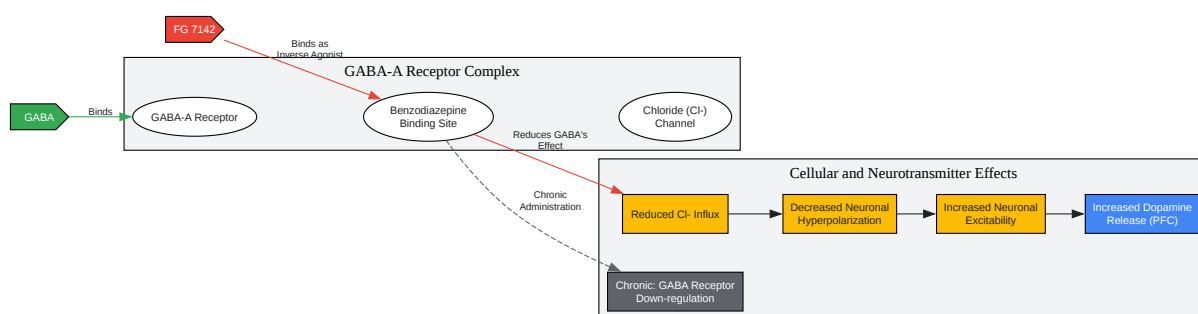 FG 7142
Binds as
Inverse Agonist
GABA-A Receptor Complex
GABA
Binds
GABA-A Receptor
Benzodiazepine
Binding Site
Chloride (Cl-)
Channel
Reduces GABA's
Effect
Cellular and Neurotransmitter Effects
Chronic
Administration
Reduced Cl- Influx
Decreased Neuronal
Hyperpolarization
Increased Neuronal
Excitability
Increased Dopamine
Release (PFC)
Chronic: GABA Receptor
Down-regulation